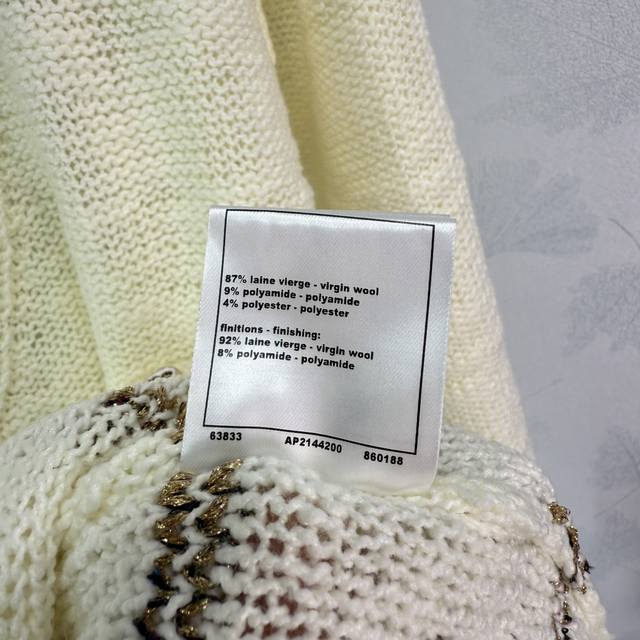 87% laine vierge - virgin wool
9% polyamide - polyamide
4% polyester - polyester
finitions - finishing:
92% laine vierge - virgin wool
8% polyamide - polyamide
63833 AP2144200 860188